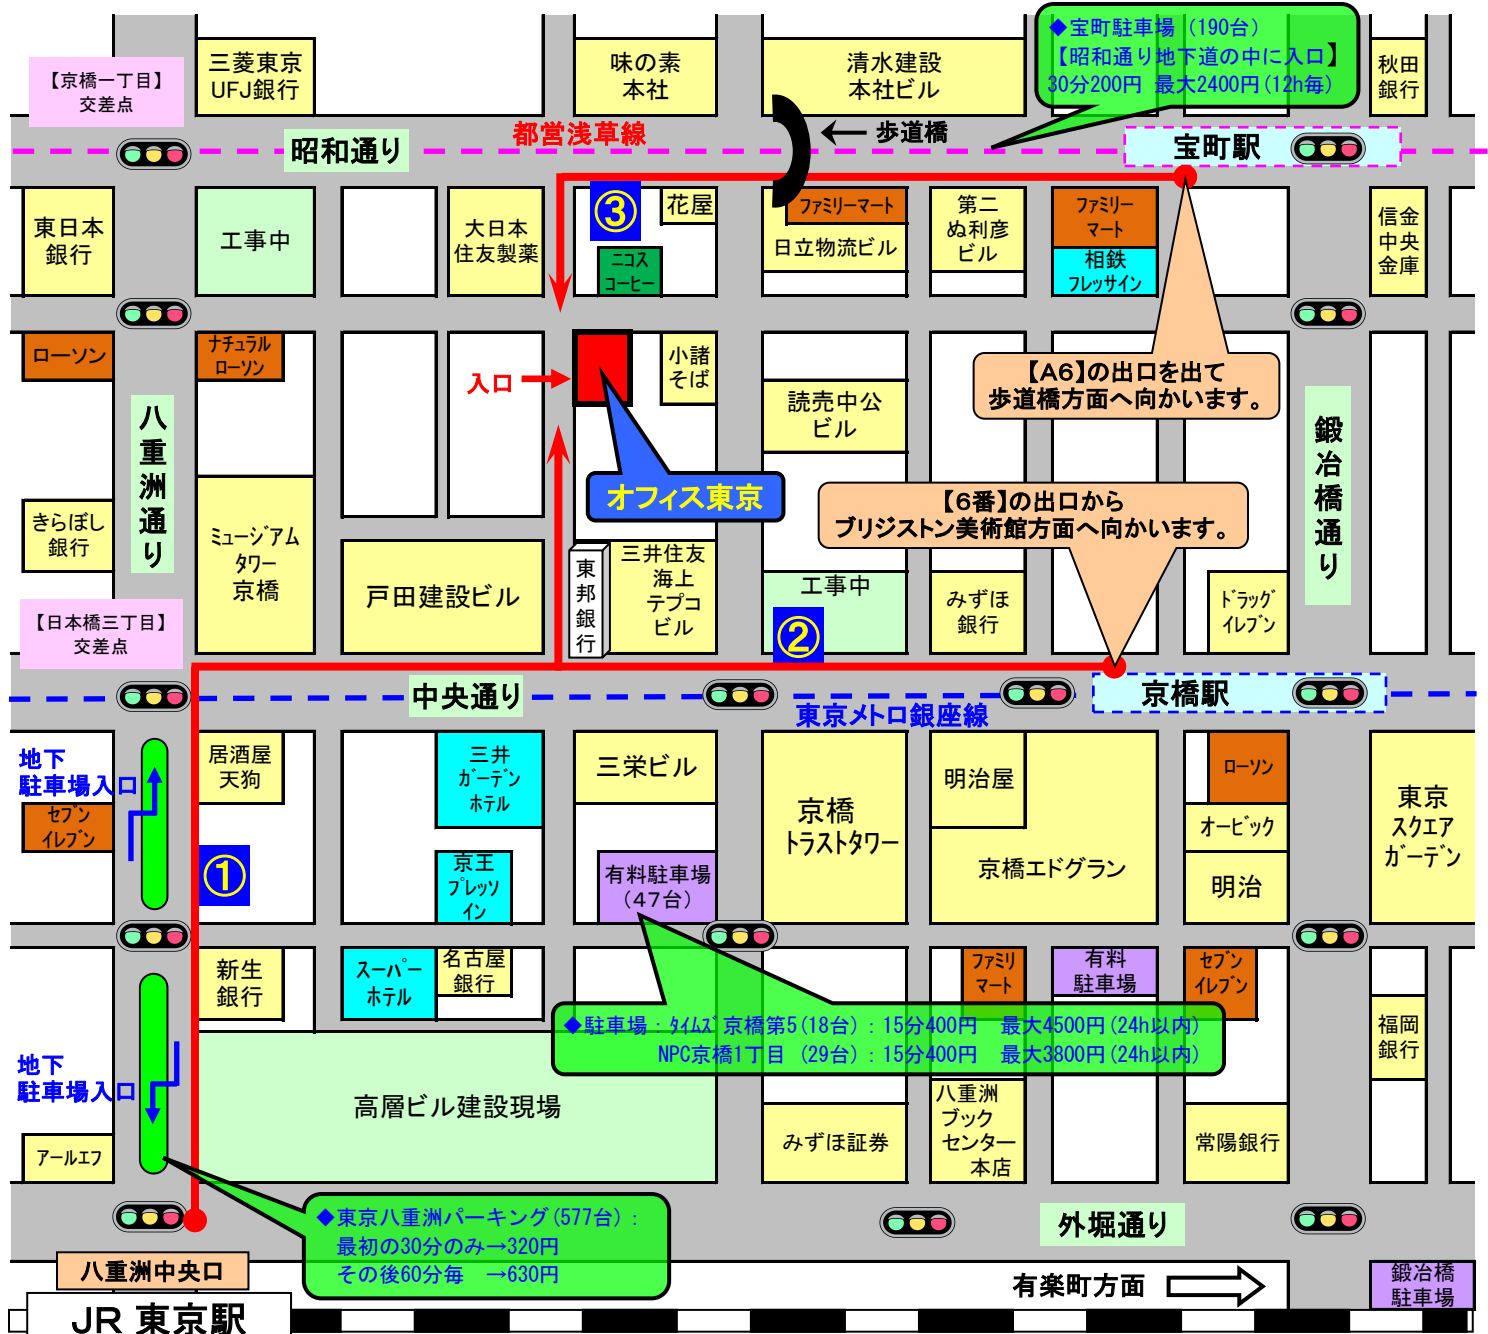 ◆宝町駐車場（190台）
【昭和通り地下道の中に入口】
30分200円 最大2400円(12h毎)
【京橋一丁目】
交差点
三菱東京
UFJ銀行
味の素
本社
清水建設
本社ビル
秋田
銀行
昭和通り
都営浅草線
← 歩道橋
宝町駅
東日本
銀行
工事中
大日本
住友製薬
③
花屋
ニコス
コーヒー
ファミリーマート
日立物流ビル
第二
ぬ利彦
ビル
ファミリー
マート
相鉄
フレッサイン
信金
中央
金庫
ローソン
ナチュラル
ローソン
入口
小諸
そば
読売中公
ビル
【A6】の出口を出て
歩道橋方面へ向かいます。
八重洲通り
鍛冶橋通り
オフィス東京
【6番】の出口から
ブリジストン美術館方面へ向かいます。
きらぼし
銀行
ミュージアム
タワー
京橋
戸田建設ビル
東邦銀行
三井住友
海上
テプコ
ビル
工事中
②
みずほ
銀行
ドラッグ
イレブン
【日本橋三丁目】
交差点
中央通り
東京メトロ銀座線
京橋駅
地下
駐車場入口
セブン
イレブン
居酒屋
天狗
①
三井
ガーデン
ホテル
京王
プレッソ
イン
三栄ビル
有料駐車場
（47台）
京橋
トラストタワー
明治屋
京橋エドグラン
ローソン
オービック
明治
東京
スクエア
ガーデン
新生
銀行
スーパー
ホテル
名古屋
銀行
ファミリ
マート
有料
駐車場
セブン
イレブン
◆駐車場：タイムズ京橋第5(18台)：15分400円 最大4500円(24h以内)
NPC京橋1丁目 (29台)：15分400円 最大3800円(24h以内)
福岡
銀行
地下
駐車場入口
高層ビル建設現場
アールエフ
みずほ証券
八重洲
ブック
センター
本店
常陽銀行
◆東京八重洲パーキング(577台)：
最初の30分のみ→320円
その後60分毎 →630円
外堀通り
八重洲中央口
有楽町方面
鍛冶橋
駐車場
JR 東京駅